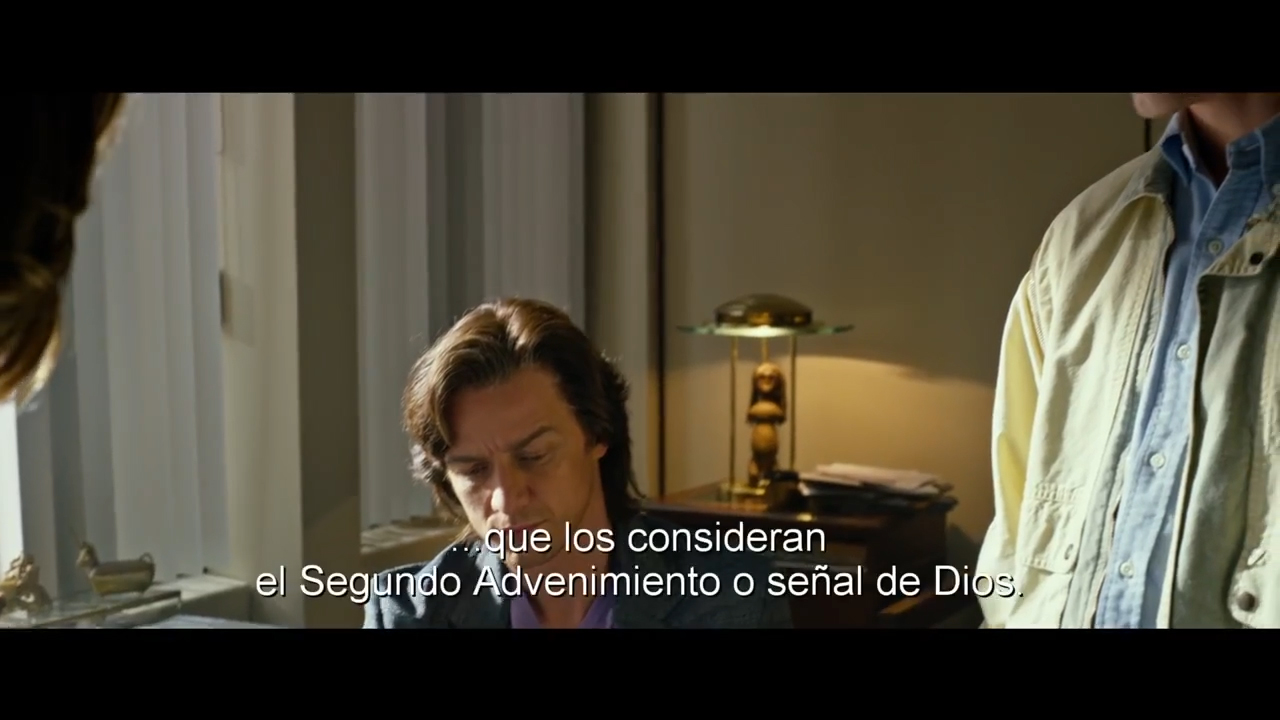 ...que los consideran
el Segundo Advenimiento o señal de Dios.